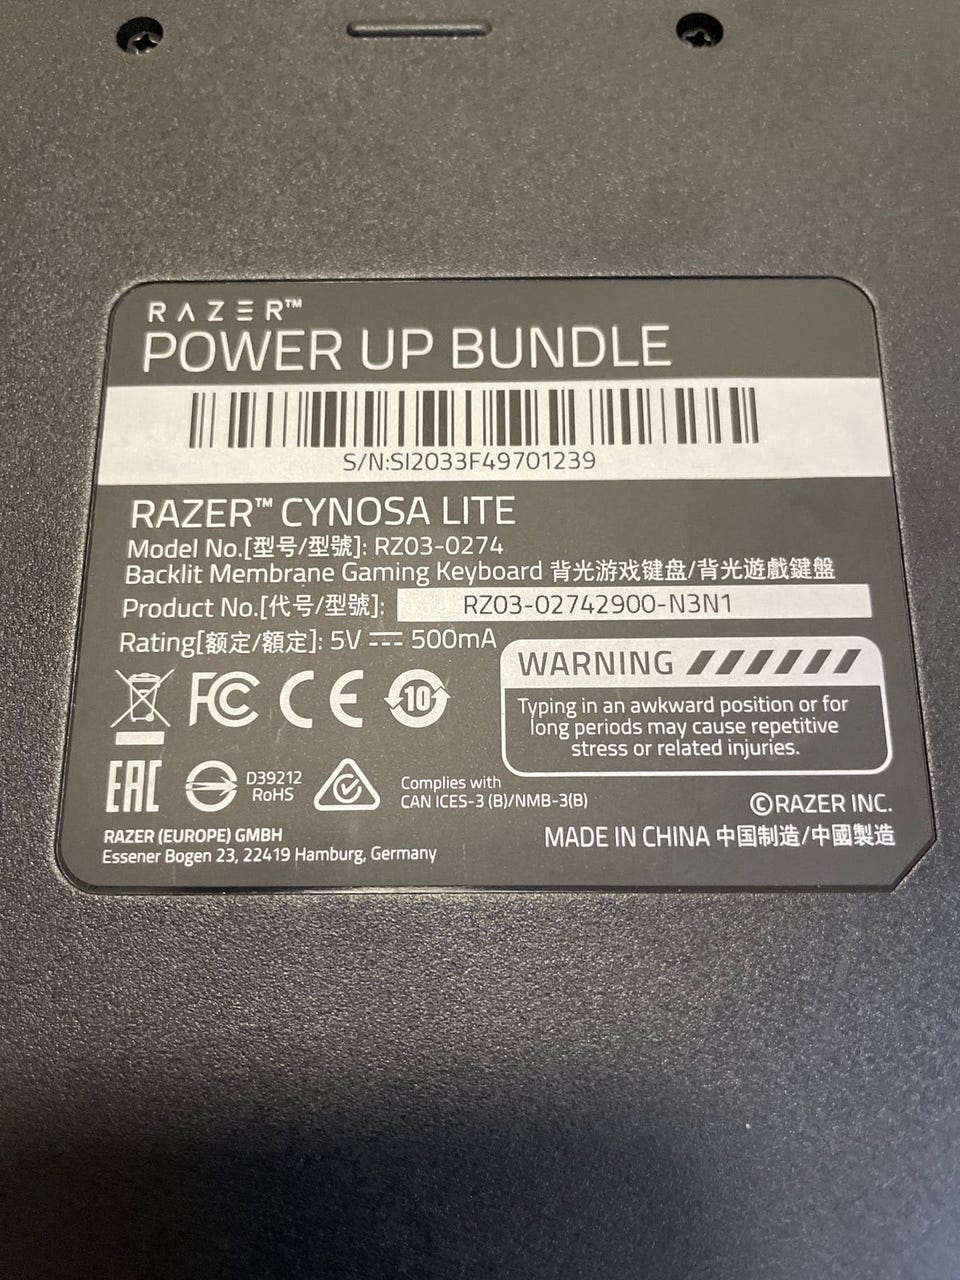 RAZER™
POWER UP BUNDLE
S/N:SI2033F49701239
RAZER™ CYNOSA LITE
Model No.[型号/型號]: RZ03-0274
Backlit Membrane Gaming Keyboard 背光游戏键盘/背光遊戲鍵盤
Product No.[代号/型號]: RZ03-02742900-N3N1
Rating[额定/額定]: 5V ⎓ 500mA
WARNING
Typing in an awkward position or for
long periods may cause repetitive
stress or related injuries.
FC CE 10
EAC D39212
RoHS
Complies with
CAN ICES-3 (B)/NMB-3(B)
©RAZER INC.
RAZER (EUROPE) GMBH
Essener Bogen 23, 22419 Hamburg, Germany
MADE IN CHINA 中国制造/中國製造